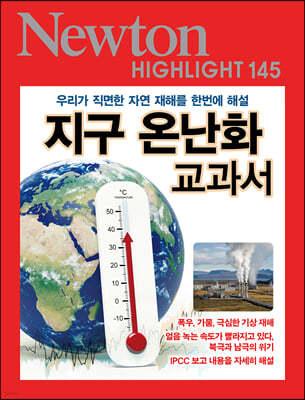 Newton
HIGHLIGHT 145
우리가 직면한 자연 재해를 한번에 해설
지구 온난화
교과서
°C
50
40
30
20
10
0
-10
폭우, 가뭄, 극심한 기상 재해
얼음 녹는 속도가 빨라지고 있다,
북극과 남극의 위기
IPCC 보고 내용을 자세히 해설